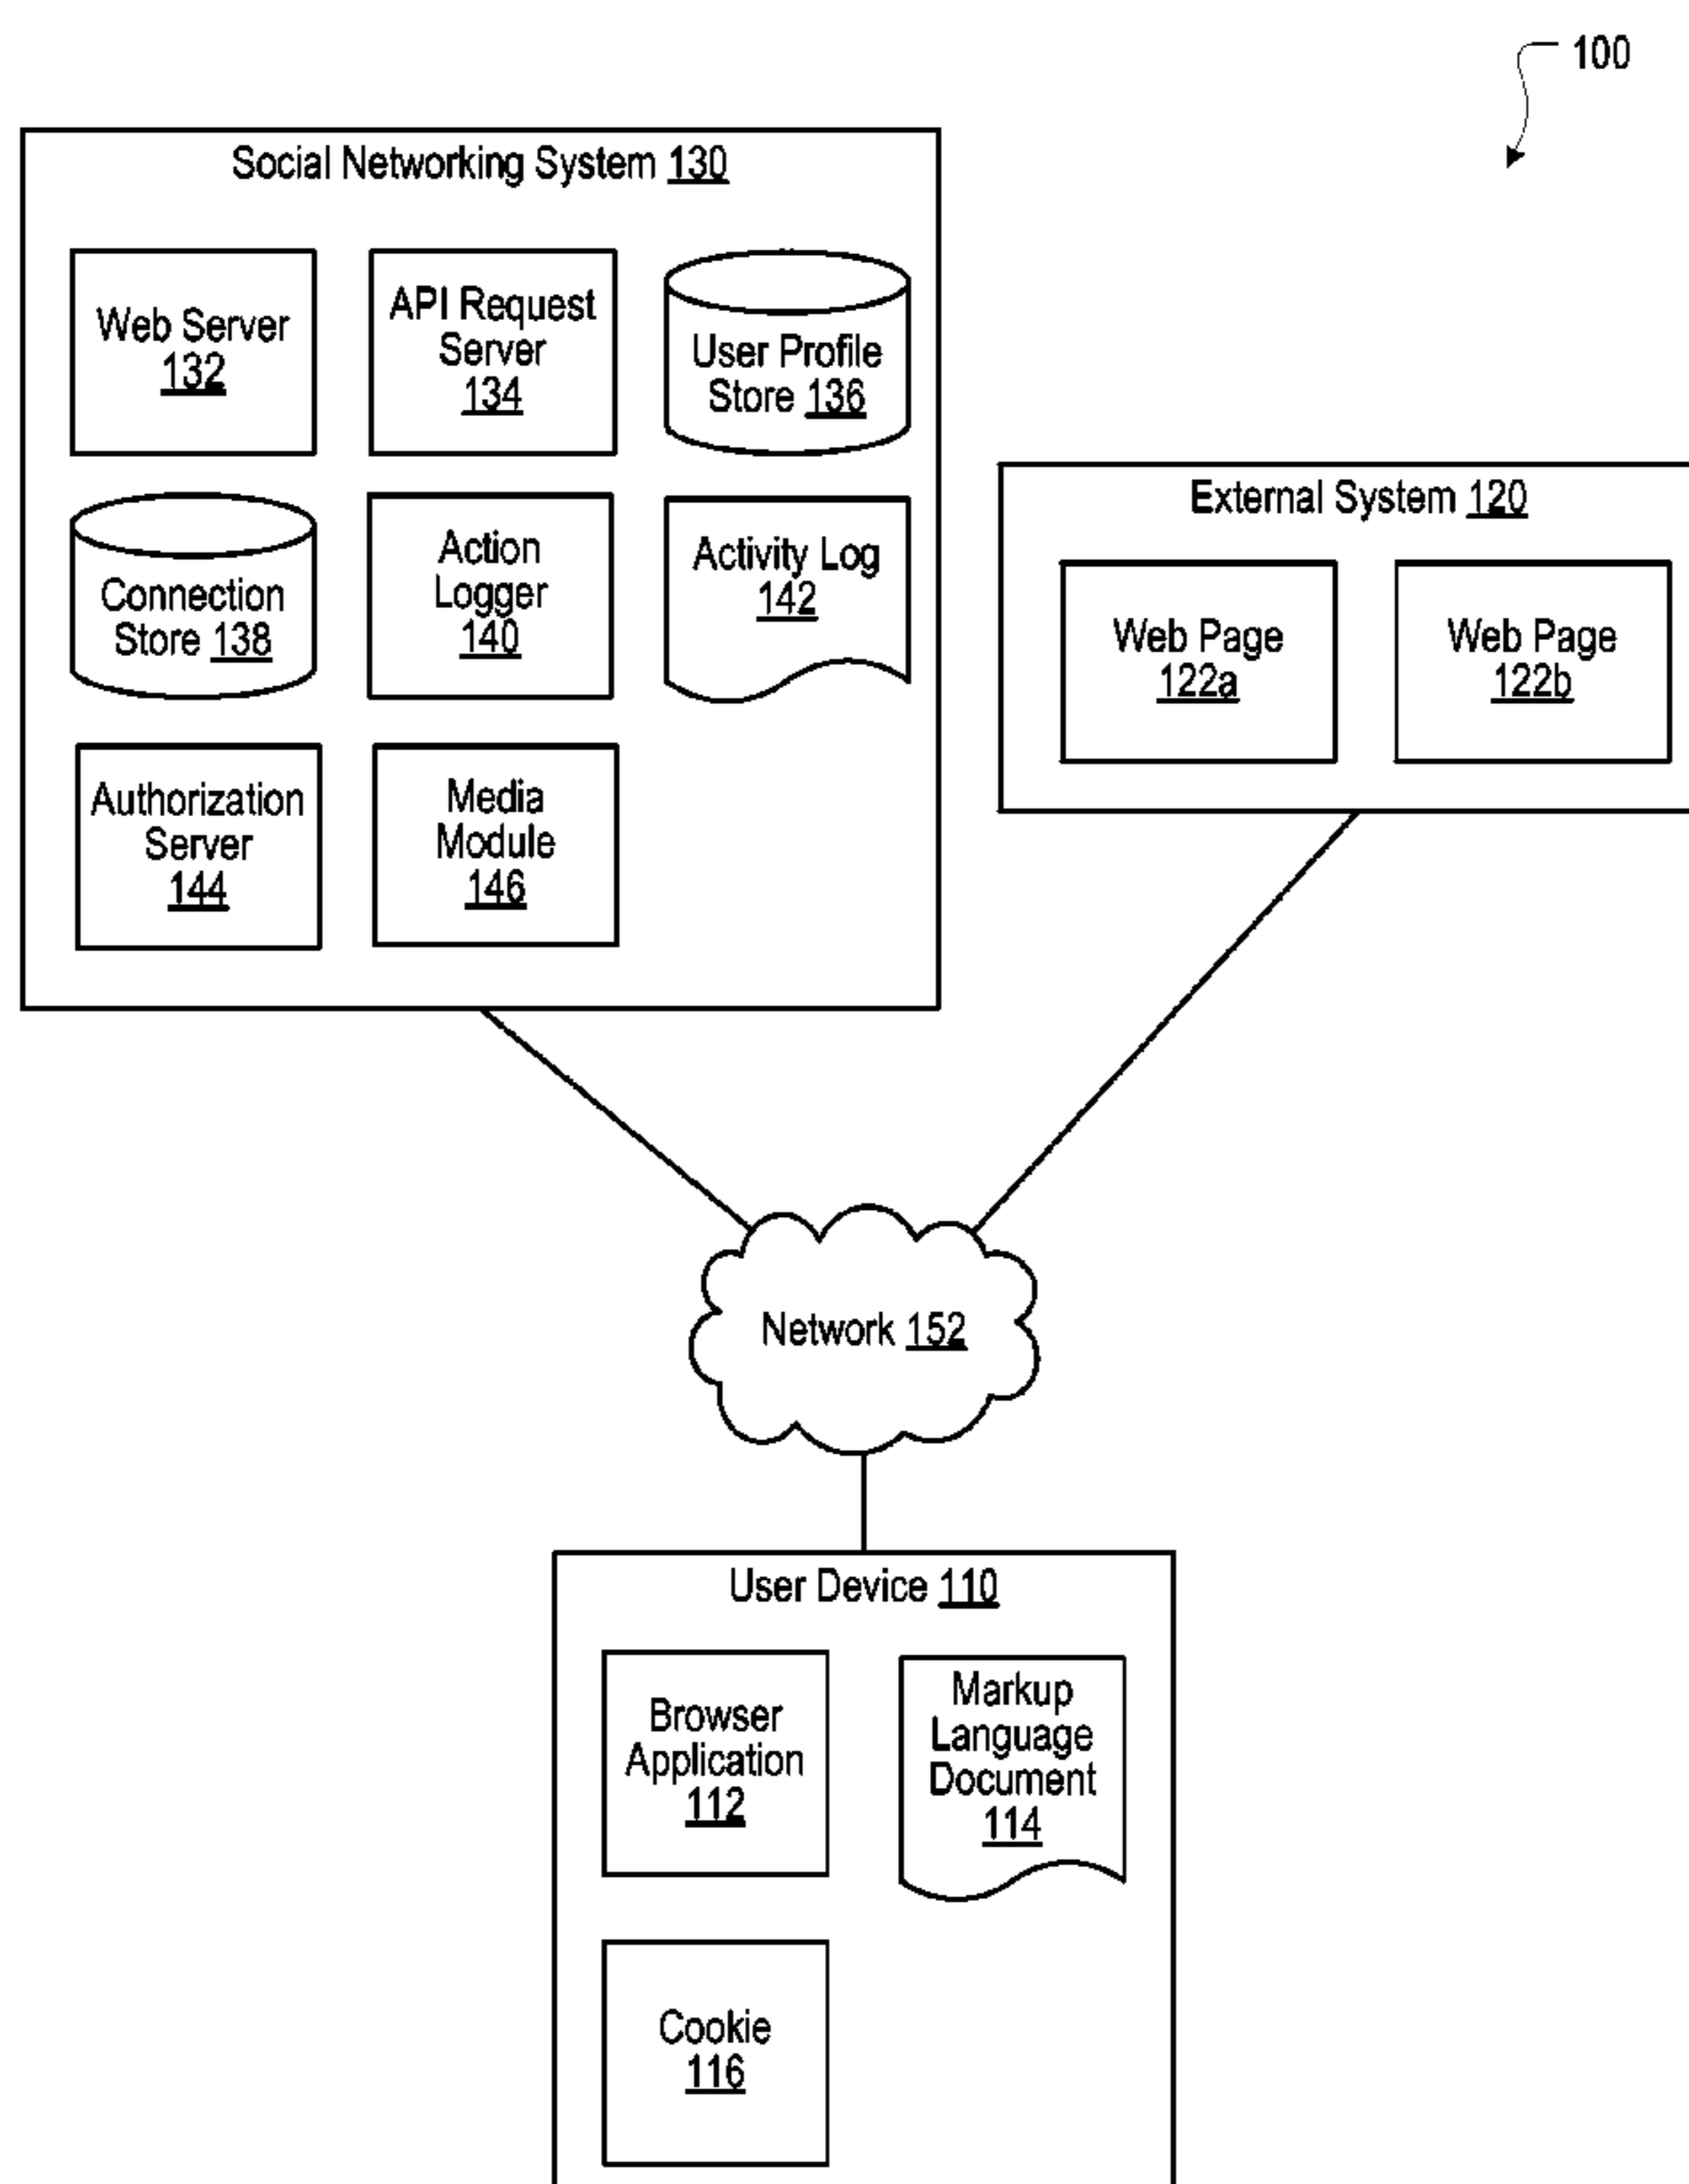 100
Social Networking System 130
Web Server
132
API Request
Server
134
User Profile
Store 136
Connection
Store 138
Action
Logger
140
Activity Log
142
Authorization
Server
144
Media
Module
146
External System 120
Web Page
122a
Web Page
122b
Network 152
User Device 110
Browser
Application
112
Markup
Language
Document
114
Cookie
116